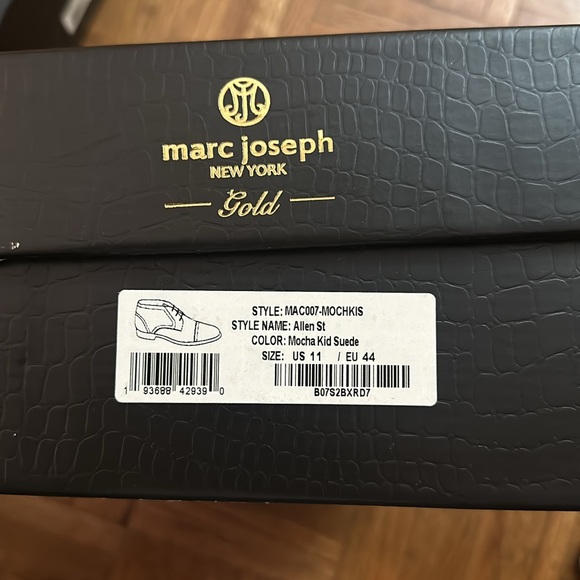 marc joseph
NEW YORK
Gold
STYLE: MAC007-MOCHKIS
STYLE NAME: Allen St
COLOR: Mocha Kid Suede
SIZE: US 11 / EU 44
1 93688 42939 0
B07S2BXRD7